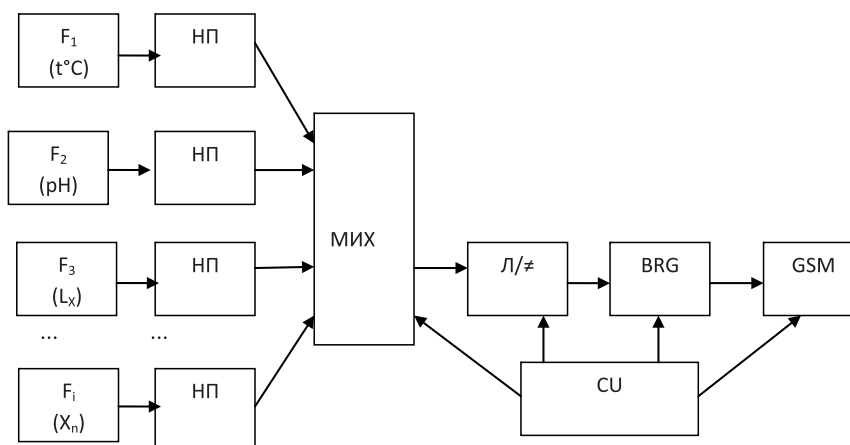 F₁
(t°C)
НП
F₂
(pH)
НП
F₃
(Lₓ)
НП
...
...
Fᵢ
(Xₙ)
НП
МИХ
Л/≠
BRG
GSM
CU